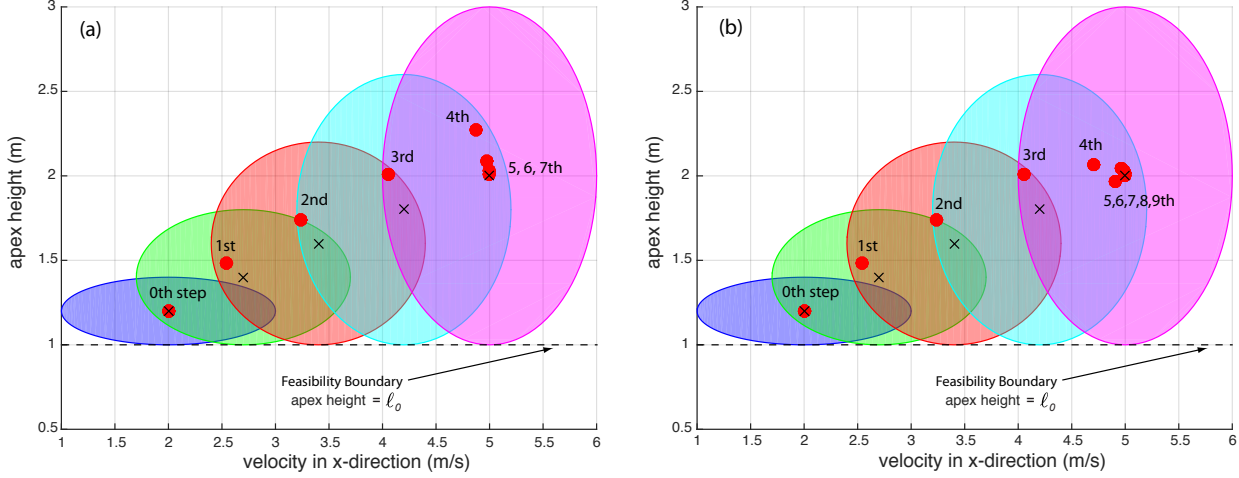 (a)
3
2.5
2
1.5
1
0.5
apex height (m)
4th
3rd
5, 6, 7th
2nd
1st
0th step
Feasibility Boundary
apex height = ℓ₀
1 1.5 2 2.5 3 3.5 4 4.5 5 5.5 6
velocity in x-direction (m/s)
(b)
3
2.5
2
1.5
1
0.5
apex height (m)
3rd
4th
5,6,7,8,9th
2nd
1st
0th step
Feasibility Boundary
apex height = ℓ₀
1 1.5 2 2.5 3 3.5 4 4.5 5 5.5 6
velocity in x-direction (m/s)